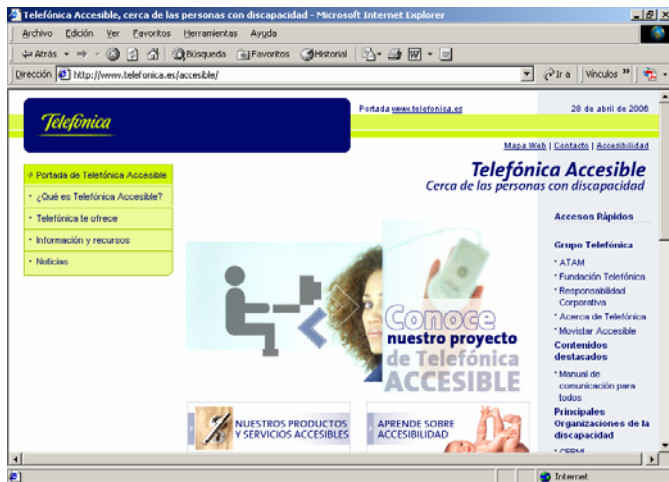 Telefónica Accesible, cerca de las personas con discapacidad - Microsoft Internet Explorer
Archivo Edición Ver Favoritos Herramientas Ayuda
Atrás Búsqueda Favoritos Historial
Dirección http://www.telefonica.es/accesible/ Ir a Vínculos »
Telefónica
Portada www.telefonica.es
28 de abril de 2006
Mapa Web | Contacto | Accesibilidad
Telefónica Accesible
Cerca de las personas con discapacidad
Portada de Telefónica Accesible
¿Qué es Telefónica Accesible?
Telefónica te ofrece
Información y recursos
Noticias
Conoce
nuestro proyecto
de Telefónica
ACCESIBLE
NUESTROS PRODUCTOS
Y SERVICIOS ACCESIBLES
APRENDE SOBRE
ACCESIBILIDAD
Accesos Rápidos
Grupo Telefónica
ATAM
Fundación Telefónica
Responsabilidad
Corporativa
Acerca de Telefónica
Movistar Accesible
Contenidos
destacados
Manual de
comunicación para
todos
Principales
Organizaciones de la
discapacidad
CERMI
Internet